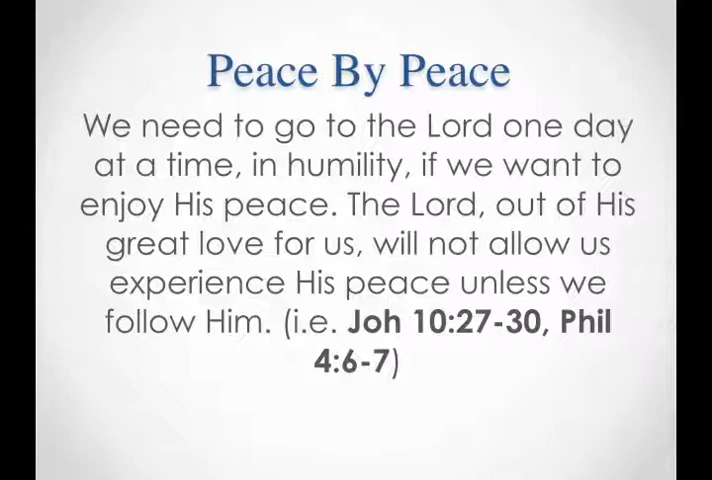 Peace By Peace
We need to go to the Lord one day
at a time, in humility, if we want to
enjoy His peace. The Lord, out of His
great love for us, will not allow us
experience His peace unless we
follow Him. (i.e. Joh 10:27-30, Phil
4:6-7)